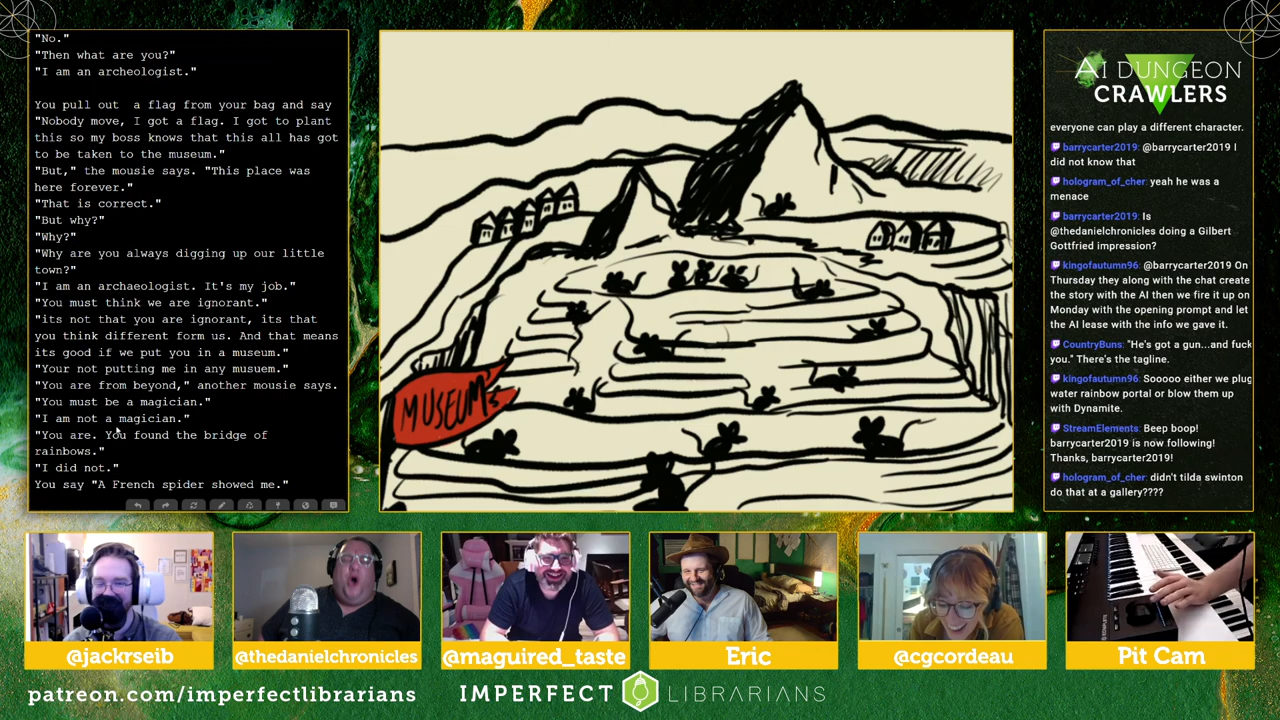 "No."
"Then what are you?"
"I am an archeologist."
You pull out  a flag from your bag and say
"Nobody move, I got a flag. I got to plant
this so my boss knows that this all has got
to be taken to the museum."
"But," the mousie says. "This place was
here forever."
"That is correct."
"But why?"
"Why?"
"Why are you always digging up our little
town?"
"I am an archaeologist. It's my job."
"You must think we are ignorant."
"its not that you are ignorant, its that
you think different form us. And that means
its good if we put you in a museum."
"Your not putting me in any musuem."
"You are from beyond," another mousie says.
"You must be a magician."
"I am not a magician."
"You are. You found the bridge of
rainbows."
"I did not."
You say "A French spider showed me."
MUSEUM
AI DUNGEON
CRAWLERS
everyone can play a different character.
barrycarter2019: @barrycarter2019 I
did not know that
hologram_of_cher: yeah he was a
menace
barrycarter2019: Is
@thedanielchronicles doing a Gilbert
Gottfried impression?
kingofautumn96: @barrycarter2019 On
Thursday they along with the chat create
the story with the AI then we fire it up on
Monday with the opening prompt and let
the AI lease with the info we gave it.
CountryBuns: "He's got a gun...and fuck
you." There's the tagline.
kingofautumn96: Sooooo either we plug
water rainbow portal or blow them up
with Dynamite.
StreamElements: Beep boop!
barrycarter2019 is now following!
Thanks, barrycarter2019!
hologram_of_cher: didn't tilda swinton
do that at a gallery????
@jackrseib
@thedanielchronicles
@maguired_taste
Eric
@cgcordeau
Pit Cam
patreon.com/imperfectlibrarians
IMPERFECT LIBRARIANS